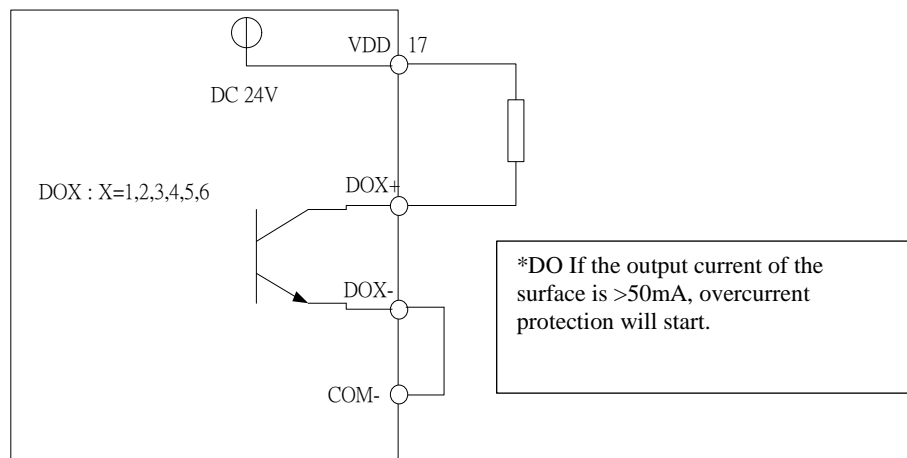 VDD 17
DC 24V
DOX : X=1,2,3,4,5,6
DOX+
DOX-
COM-
*DO If the output current of the
surface is >50mA, overcurrent
protection will start.